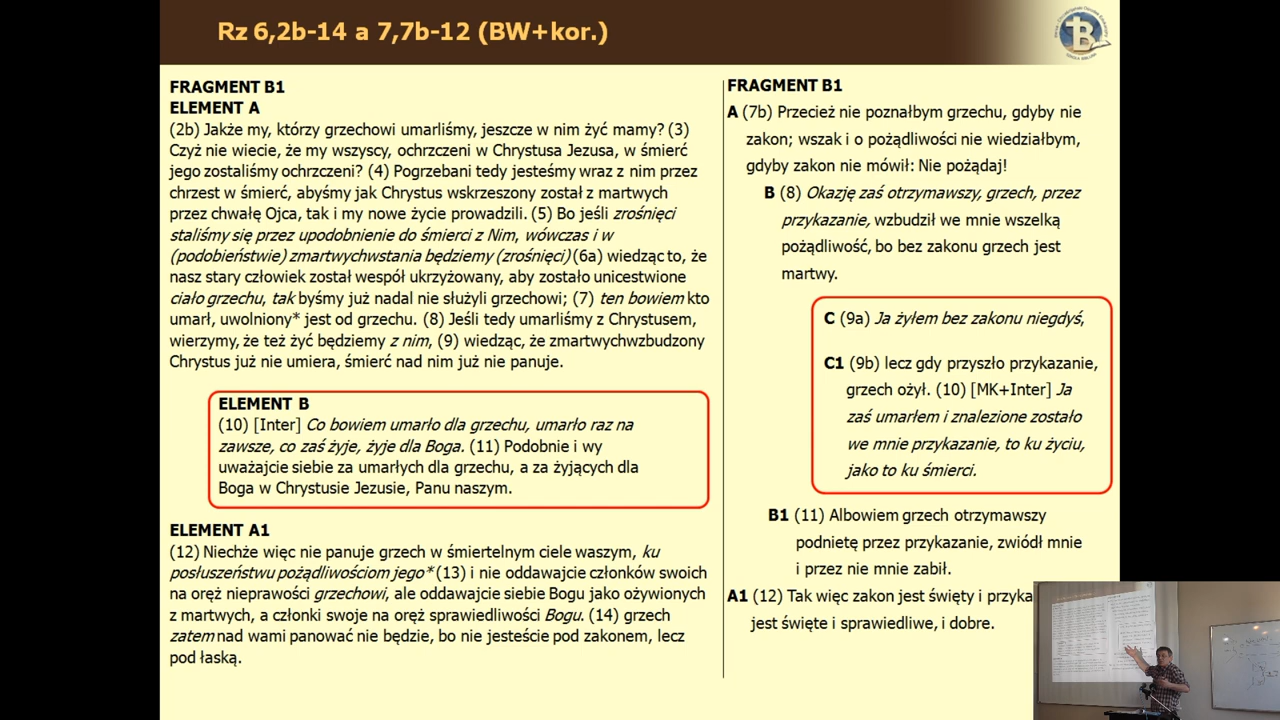 Rz 6,2b-14 a 7,7b-12 (BW+kor.)
FRAGMENT B1
ELEMENT A
(2b) Jakże my, którzy grzechowi umarliśmy, jeszcze w nim żyć mamy? (3)
Czyż nie wiecie, że my wszyscy, ochrzczeni w Chrystusa Jezusa, w śmierć
jego zostaliśmy ochrzczeni? (4) Pogrzebani tedy jesteśmy wraz z nim przez
chrzest w śmierć, abyśmy jak Chrystus wskrzeszony został z martwych
przez chwałę Ojca, tak i my nowe życie prowadzili. (5) Bo jeśli zrośnięci
staliśmy się przez upodobnienie do śmierci z Nim, wówczas i w
(podobieństwie) zmartwychwstania będziemy (zrośnięci) (6a) wiedząc to, że
nasz stary człowiek został wespół ukrzyżowany, aby zostało unicestwione
ciało grzechu, tak byśmy już nadal nie służyli grzechowi; (7) ten bowiem kto
umarł, uwolniony* jest od grzechu. (8) Jeśli tedy umarliśmy z Chrystusem,
wierzymy, że też żyć będziemy z nim, (9) wiedząc, że zmartwychwzbudzony
Chrystus już nie umiera, śmierć nad nim już nie panuje.
ELEMENT B
(10) [Inter] Co bowiem umarło dla grzechu, umarło raz na
zawsze, co zaś żyje, żyje dla Boga. (11) Podobnie i wy
uważajcie siebie za umarłych dla grzechu, a za żyjących dla
Boga w Chrystusie Jezusie, Panu naszym.
ELEMENT A1
(12) Niechże więc nie panuje grzech w śmiertelnym ciele waszym, ku
posłuszeństwu pożądliwościom jego* (13) i nie oddawajcie członków swoich
na oręż nieprawości grzechowi, ale oddawajcie siebie Bogu jako ożywionych
z martwych, a członki swoje na oręż sprawiedliwości Bogu. (14) grzech
zatem nad wami panować nie będzie, bo nie jesteście pod zakonem, lecz
pod łaską.
FRAGMENT B1
A (7b) Przecież nie poznałbym grzechu, gdyby nie
zakon; wszak i o pożądliwości nie wiedziałbym,
gdyby zakon nie mówił: Nie pożądaj!
B (8) Okazję zaś otrzymawszy, grzech, przez
przykazanie, wzbudził we mnie wszelką
pożądliwość, bo bez zakonu grzech jest
martwy.
C (9a) Ja żyłem bez zakonu niegdyś,
C1 (9b) lecz gdy przyszło przykazanie,
grzech ożył. (10) [MK+Inter] Ja
zaś umarłem i znalezione zostało
we mnie przykazanie, to ku życiu,
jako to ku śmierci.
B1 (11) Albowiem grzech otrzymawszy
podnietę przez przykazanie, zwiódł mnie
i przez nie mnie zabił.
A1 (12) Tak więc zakon jest święty i przyka
jest święte i sprawiedliwe, i dobre.